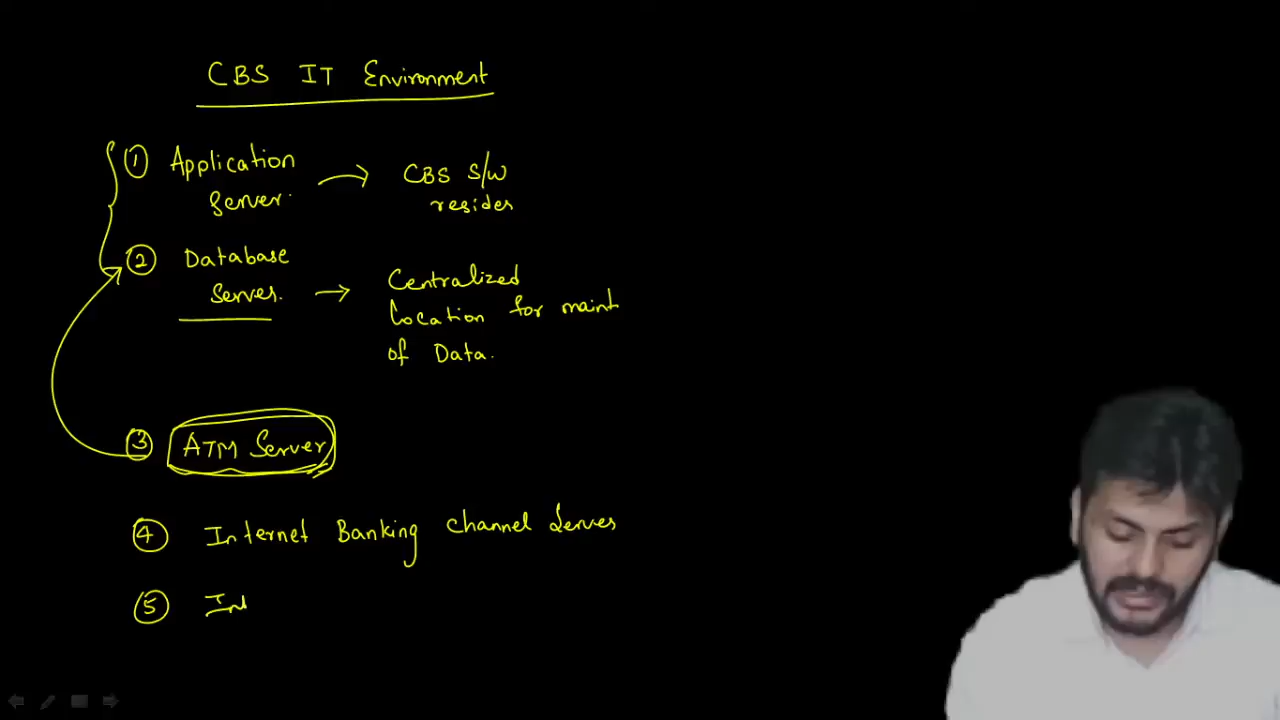 CBS IT Environment
① Application
Server.
→ CBS S/W
resides
② Database
Server.
→ Centralized
location for maint
of Data.
③ ATM Server
④ Internet Banking channel Server
⑤ Int